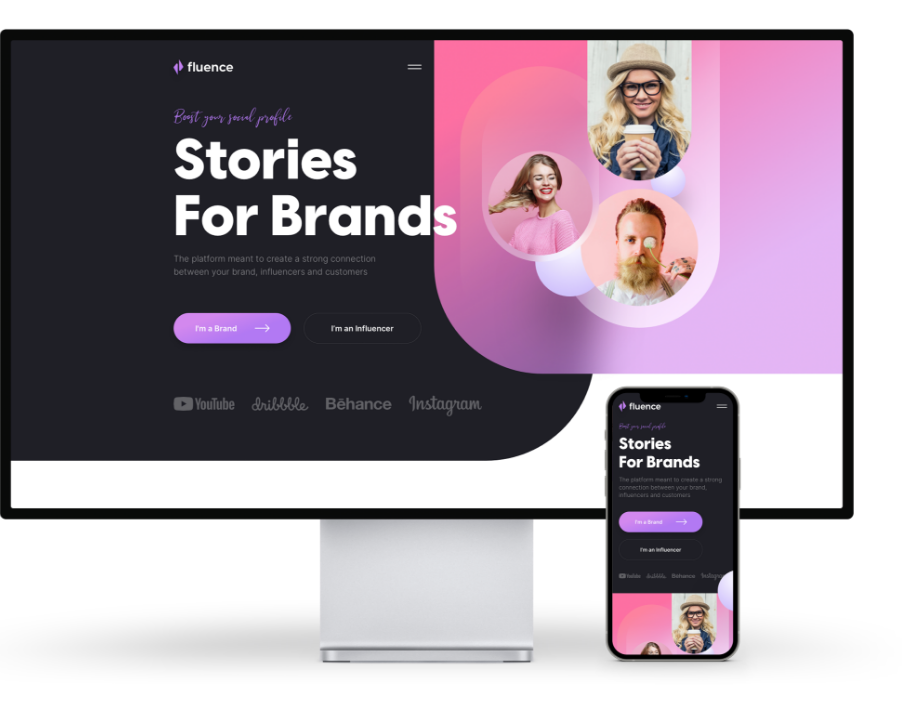 fluence
Boost your social profile
Stories
For Brands
The platform meant to create a strong connection
between your brand, influencers and customers
I'm a Brand
I'm an Influencer
YouTube dribbble Bēhance Instagram
fluence
Boost your social profile
Stories
For Brands
The platform meant to create a strong
connection between your brand,
influencers and customers
I'm a Brand
I'm an Influencer
YouTube dribbble Behance Instagram